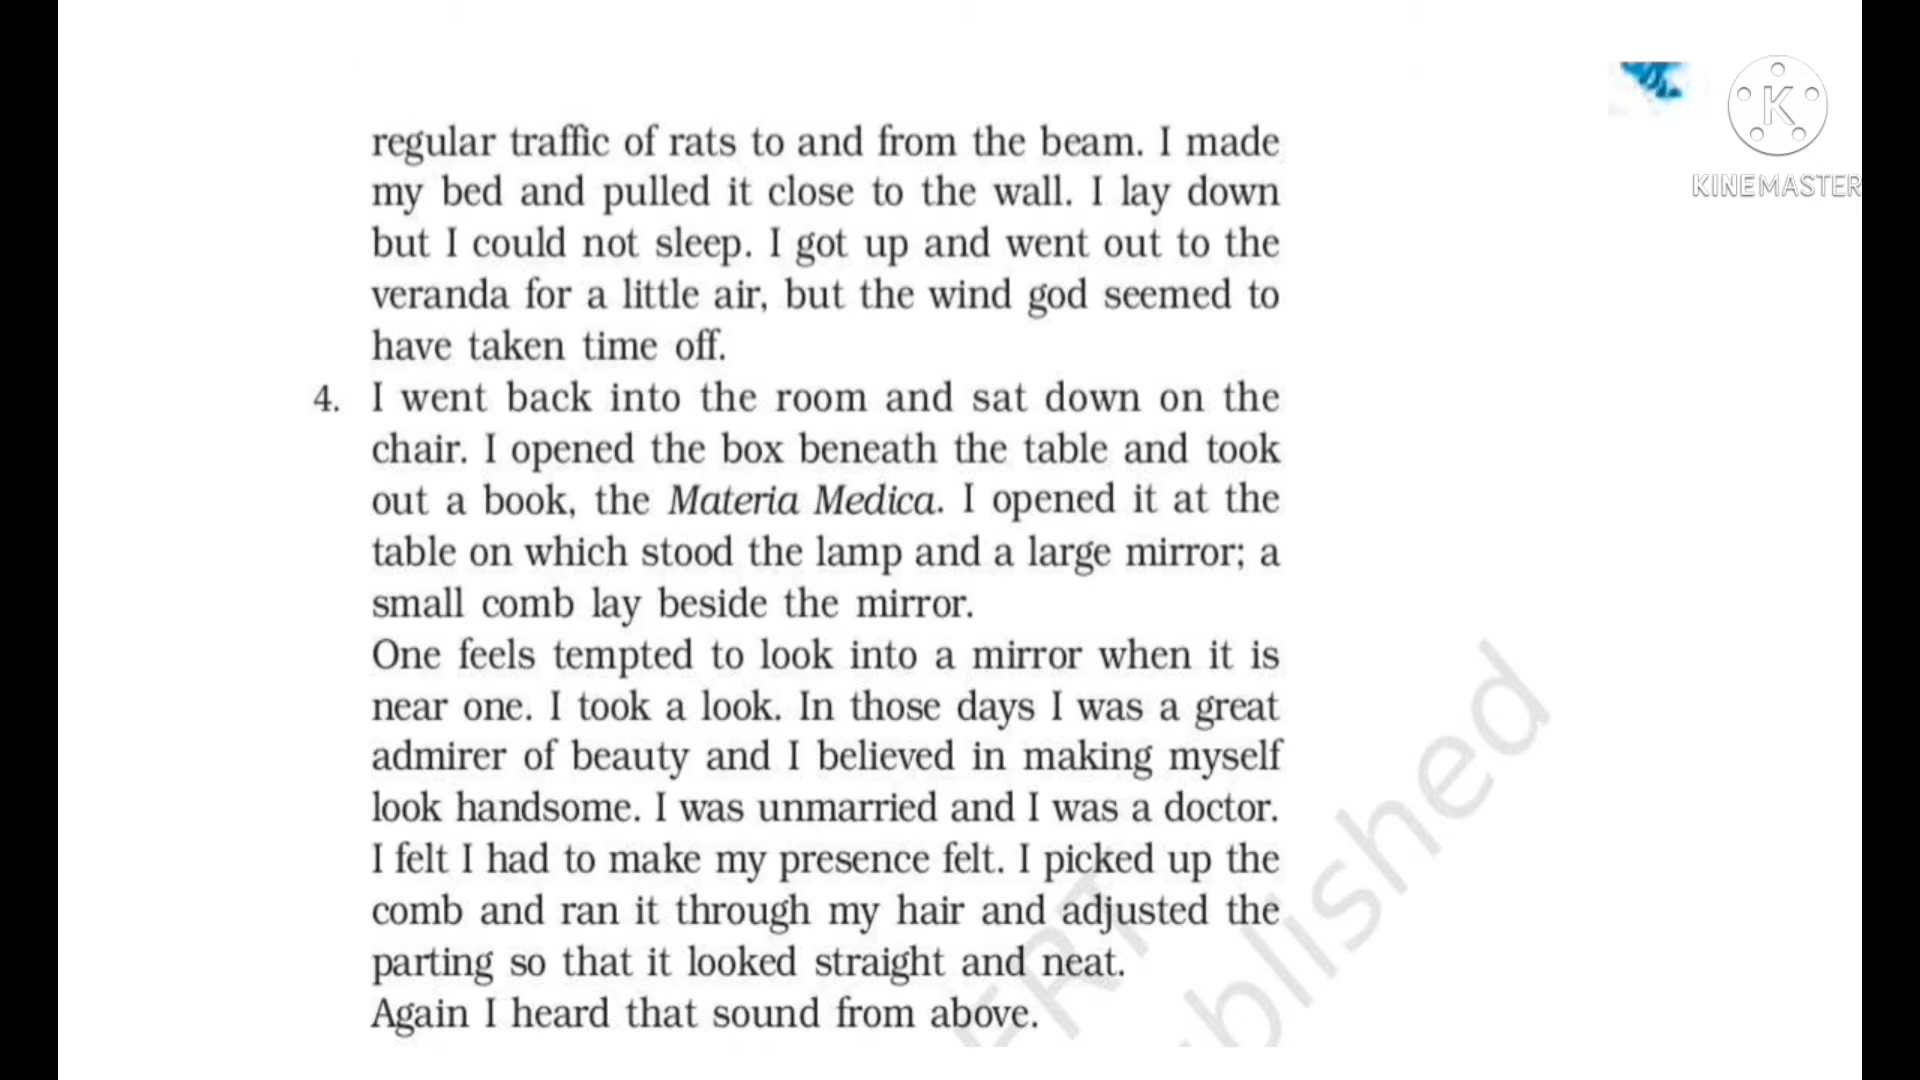 regular traffic of rats to and from the beam. I made
my bed and pulled it close to the wall. I lay down
but I could not sleep. I got up and went out to the
veranda for a little air, but the wind god seemed to
have taken time off.
4. I went back into the room and sat down on the
chair. I opened the box beneath the table and took
out a book, the Materia Medica. I opened it at the
table on which stood the lamp and a large mirror; a
small comb lay beside the mirror.
One feels tempted to look into a mirror when it is
near one. I took a look. In those days I was a great
admirer of beauty and I believed in making myself
look handsome. I was unmarried and I was a doctor.
I felt I had to make my presence felt. I picked up the
comb and ran it through my hair and adjusted the
parting so that it looked straight and neat.
Again I heard that sound from above.
K
KINEMASTER
ERT
blished